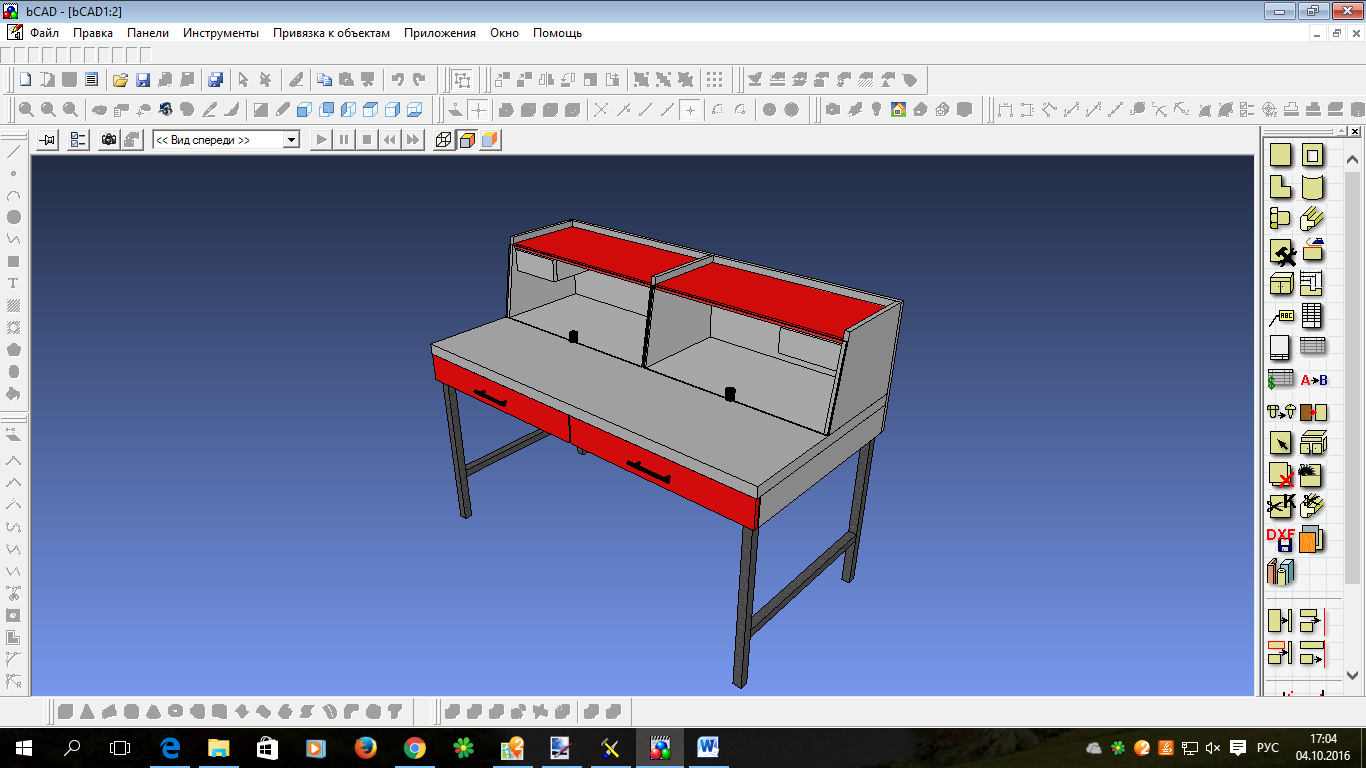 bCAD - [bCAD1:2]
Файл Правка Панели Инструменты Привязка к объектам Приложения Окно Помощь
<< Вид спереди >>
T
ABC
$ A B
K
DXF
РУС
17:04
04.10.2016